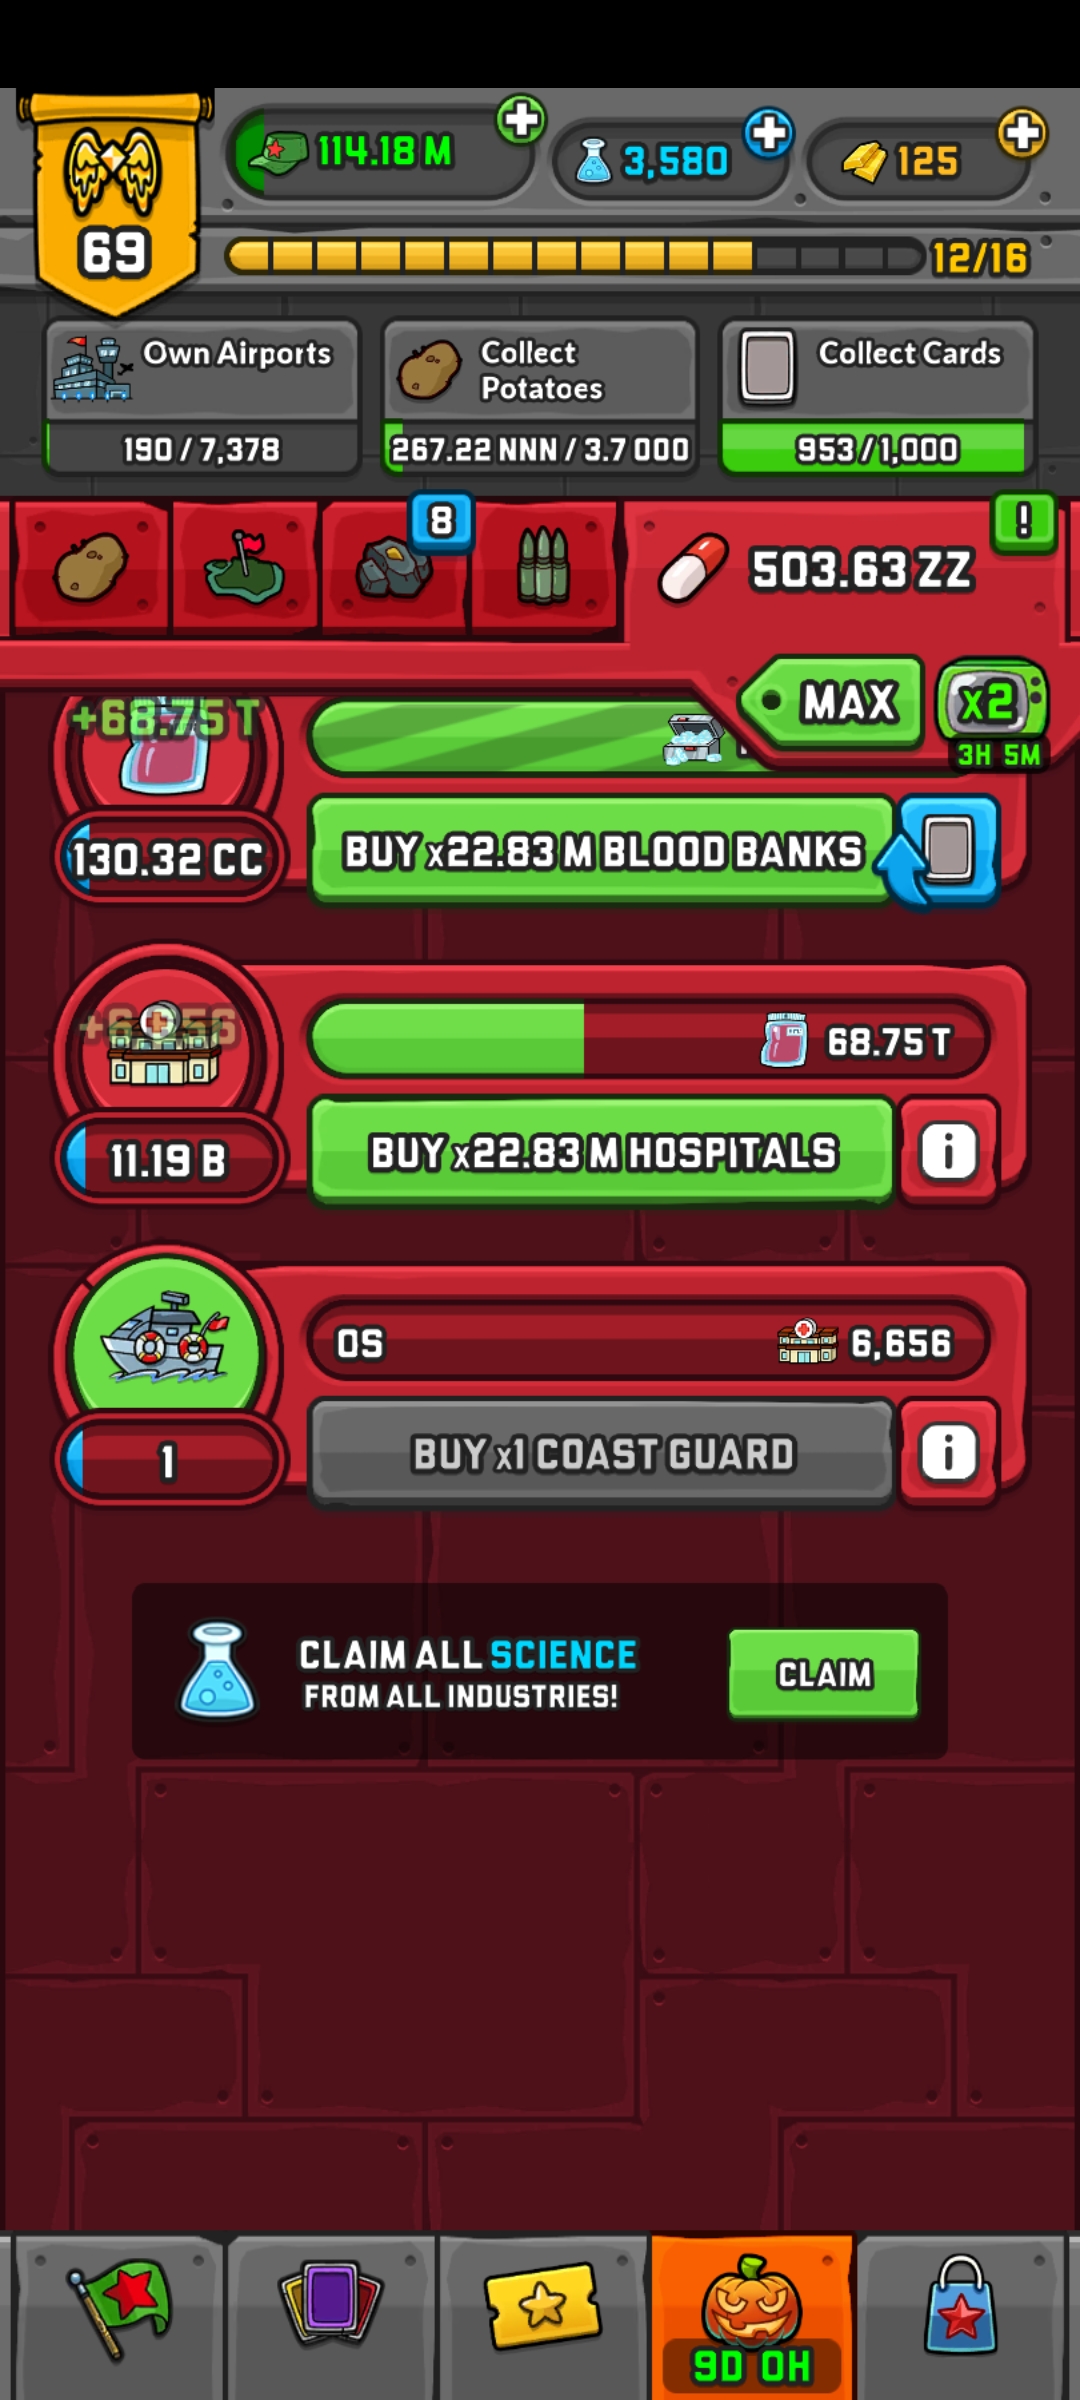 69
114.18 M
3,580
125
12/16
Own Airports
190 / 7,378
Collect
Potatoes
267.22 NNN / 3.7 OOO
Collect Cards
953 / 1,000
8
503.63 ZZ
!
MAX
x2
3H 5M
+68.75 T
130.32 CC
BUY x22.83 M BLOOD BANKS
68.75 T
11.19 B
BUY x22.83 M HOSPITALS
i
0S
6,656
1
BUY x1 COAST GUARD
i
CLAIM ALL SCIENCE
FROM ALL INDUSTRIES!
CLAIM
9D 0H